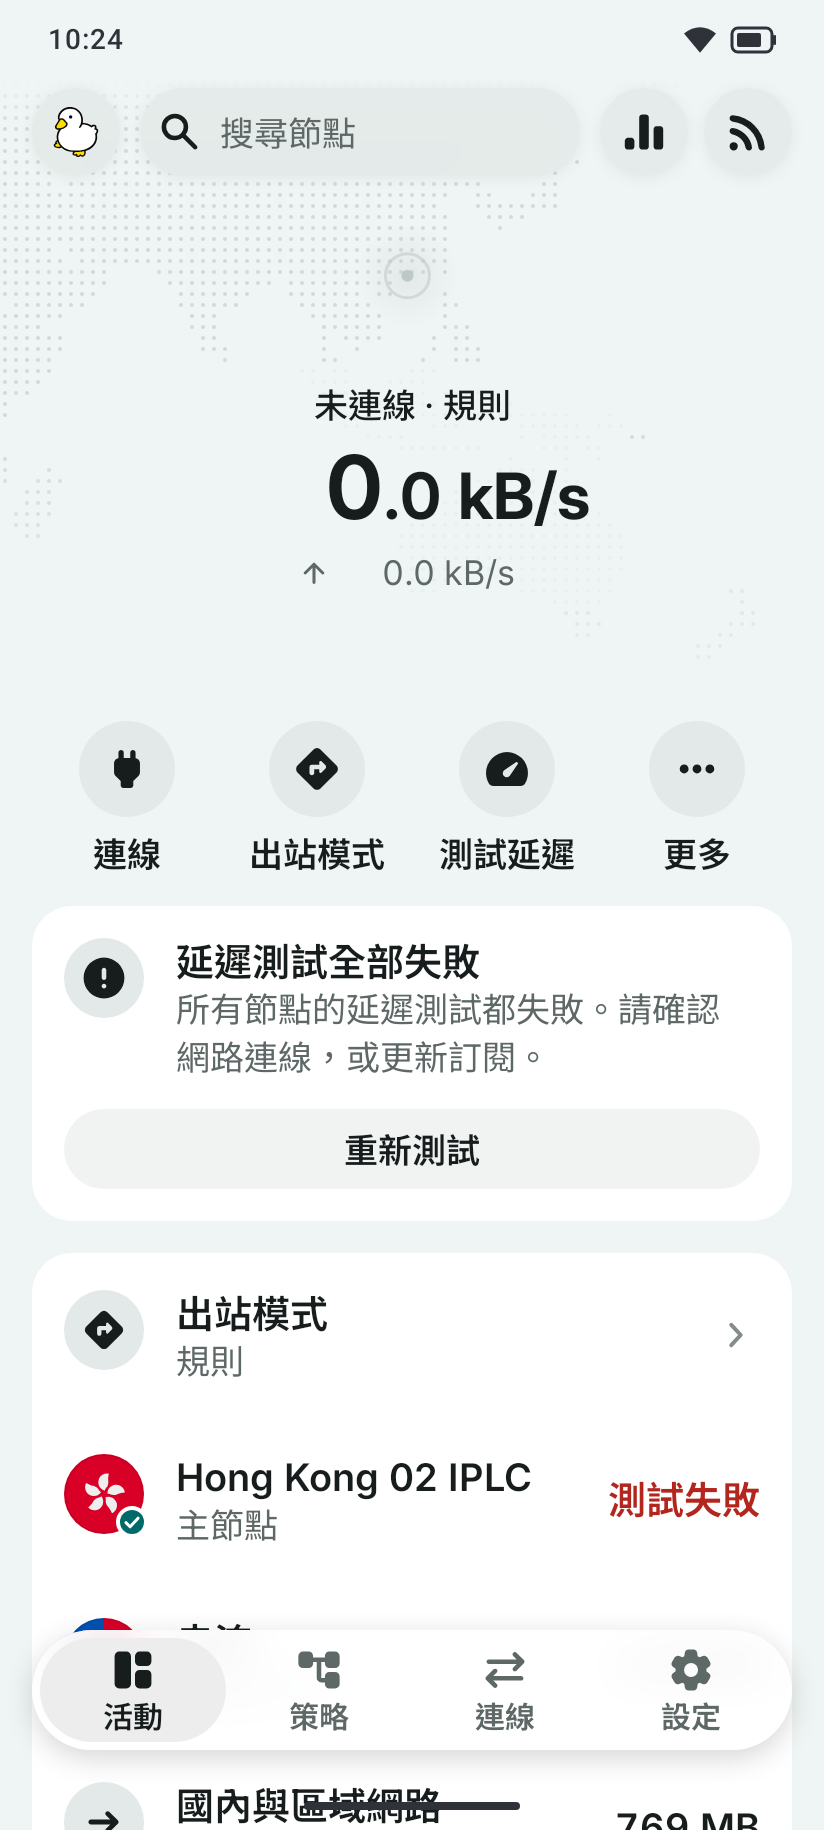 10:24
搜尋節點
未連線 · 規則
0.0 kB/s
0.0 kB/s
連線
出站模式
測試延遲
更多
延遲測試全部失敗
所有節點的延遲測試都失敗。請確認
網路連線，或更新訂閱。
重新測試
出站模式
規則
Hong Kong 02 IPLC
主節點
測試失敗
活動
策略
連線
設定
國內與區域網路
769 MB